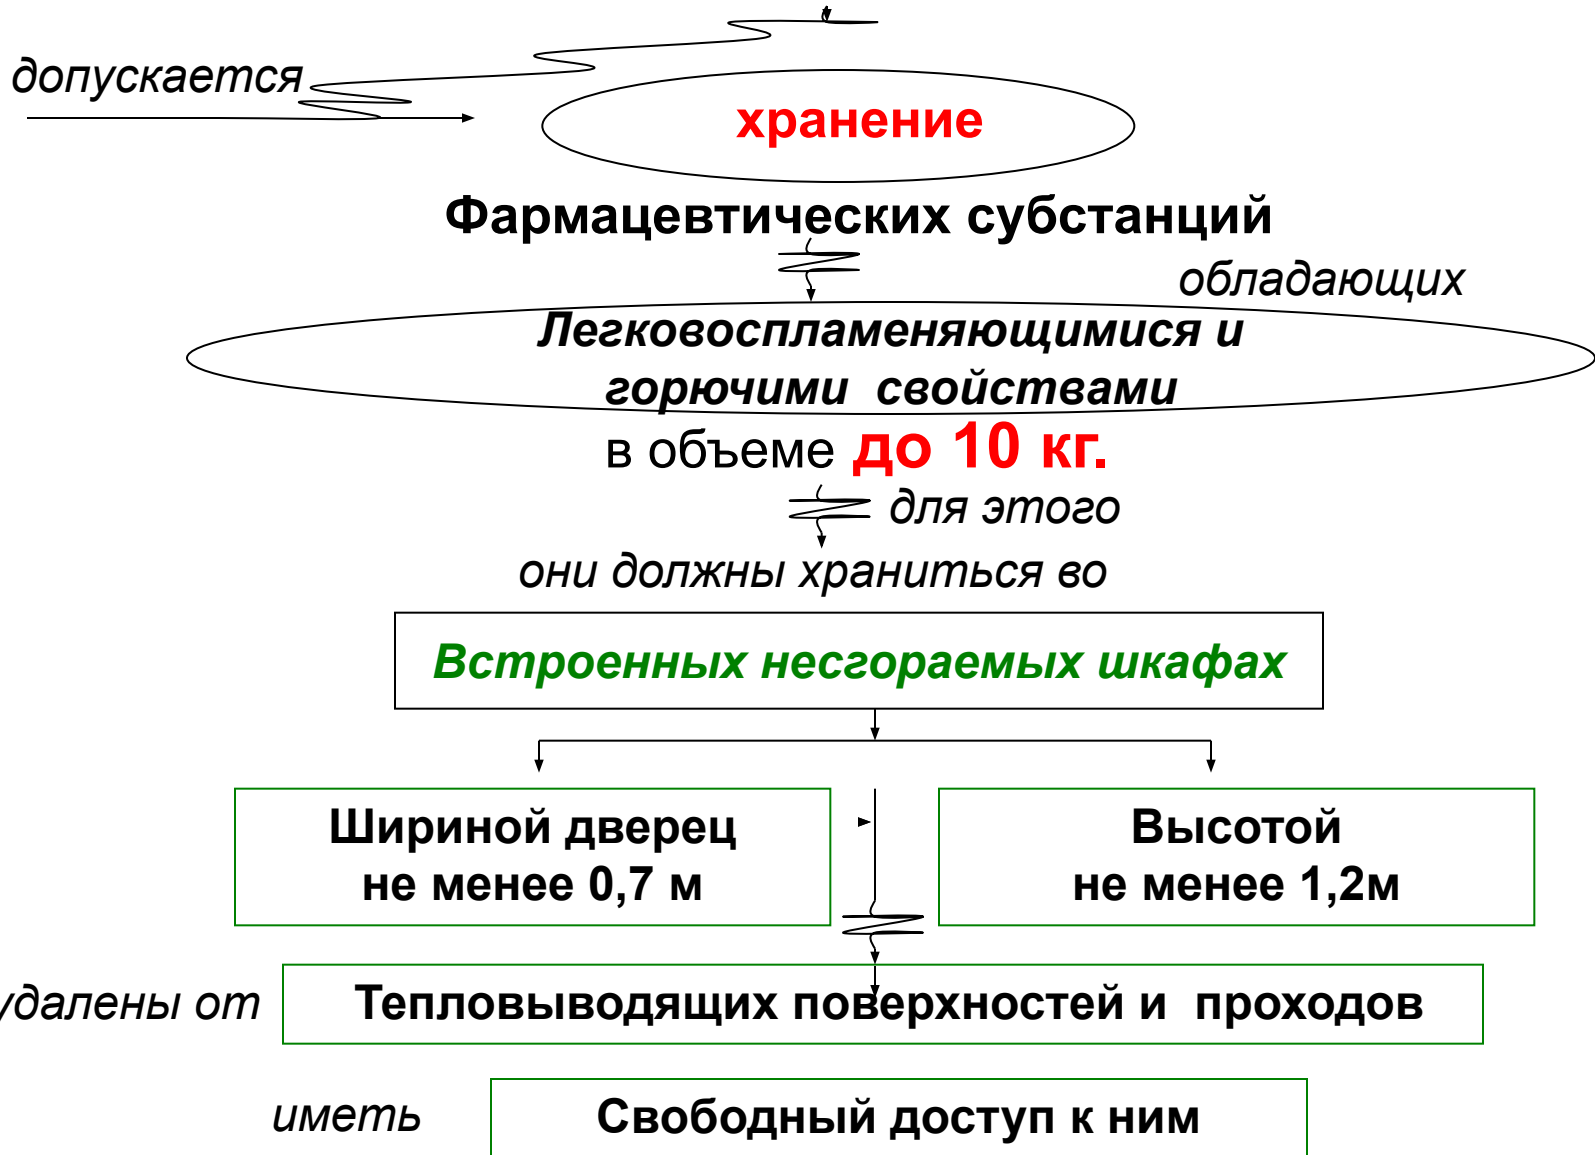 допускается
хранение
Фармацевтических субстанций
обладающих
Легковоспламеняющимися и
горючими свойствами
в объеме до 10 кг.
для этого
они должны храниться во
Встроенных несгораемых шкафах
Шириной дверец
не менее 0,7 м
Высотой
не менее 1,2м
удалены от
Тепловыводящих поверхностей и проходов
иметь
Свободный доступ к ним